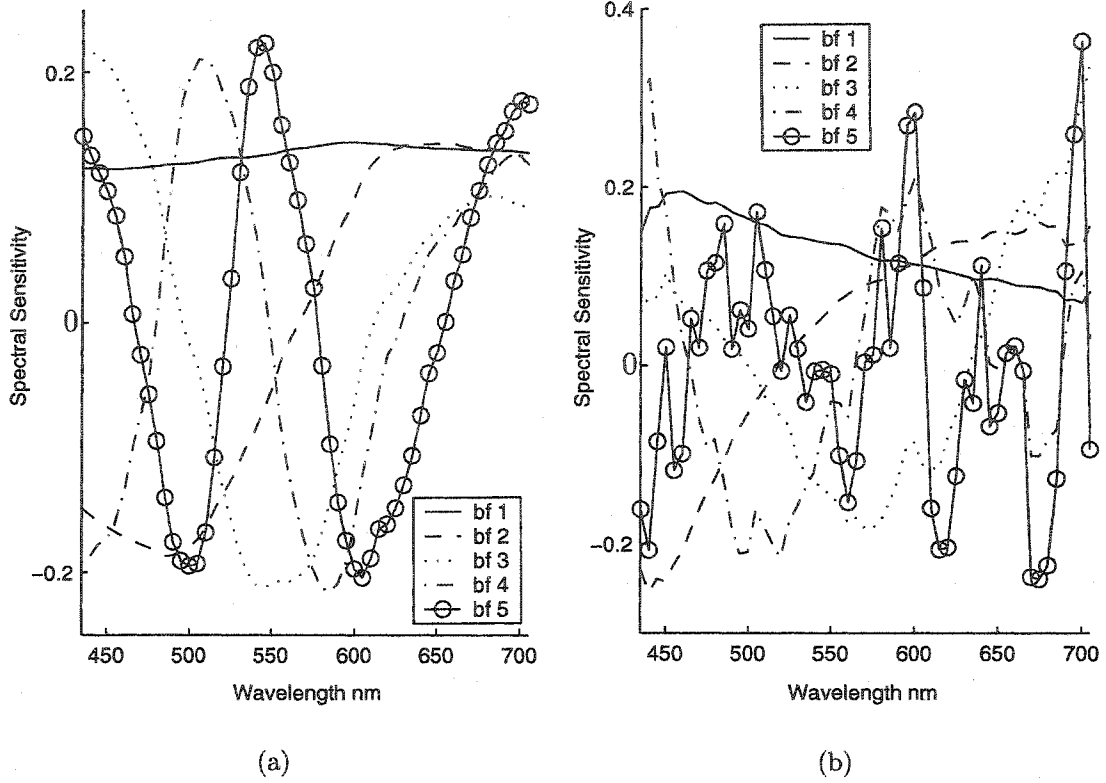 0.2
0
−0.2
Spectral Sensitivity
450 500 550 600 650 700
Wavelength nm
bf 1
bf 2
bf 3
bf 4
bf 5
(a)
0.4
0.2
0
−0.2
Spectral Sensitivity
450 500 550 600 650 700
Wavelength nm
bf 1
bf 2
bf 3
bf 4
bf 5
(b)